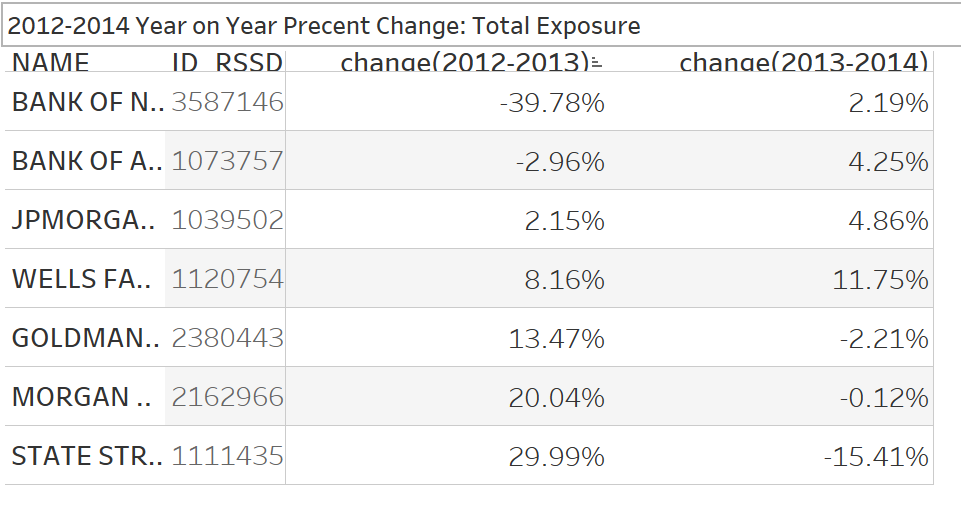 2012-2014 Year on Year Precent Change: Total Exposure
NAME ID_RSSD change(2012-2013) change(2013-2014)
BANK OF N.. 3587146 -39.78% 2.19%
BANK OF A.. 1073757 -2.96% 4.25%
JPMORGA.. 1039502 2.15% 4.86%
WELLS FA.. 1120754 8.16% 11.75%
GOLDMAN.. 2380443 13.47% -2.21%
MORGAN .. 2162966 20.04% -0.12%
STATE STR.. 1111435 29.99% -15.41%